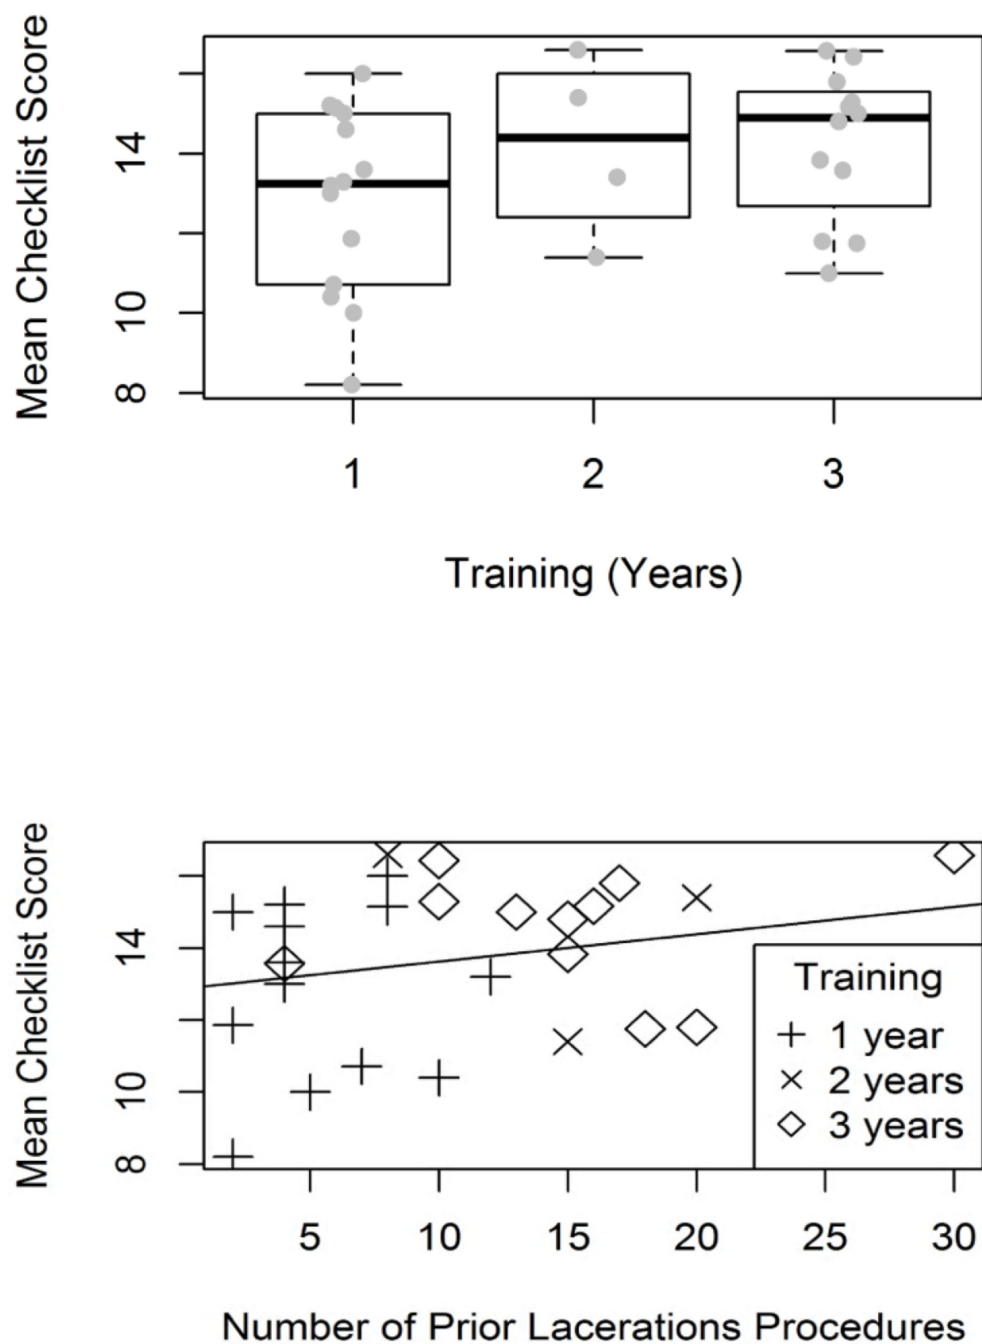 Mean Checklist Score
14
10
8
1 2 3
Training (Years)
Mean Checklist Score
14
10
8
Training
1 year
2 years
3 years
5 10 15 20 25 30
Number of Prior Lacerations Procedures